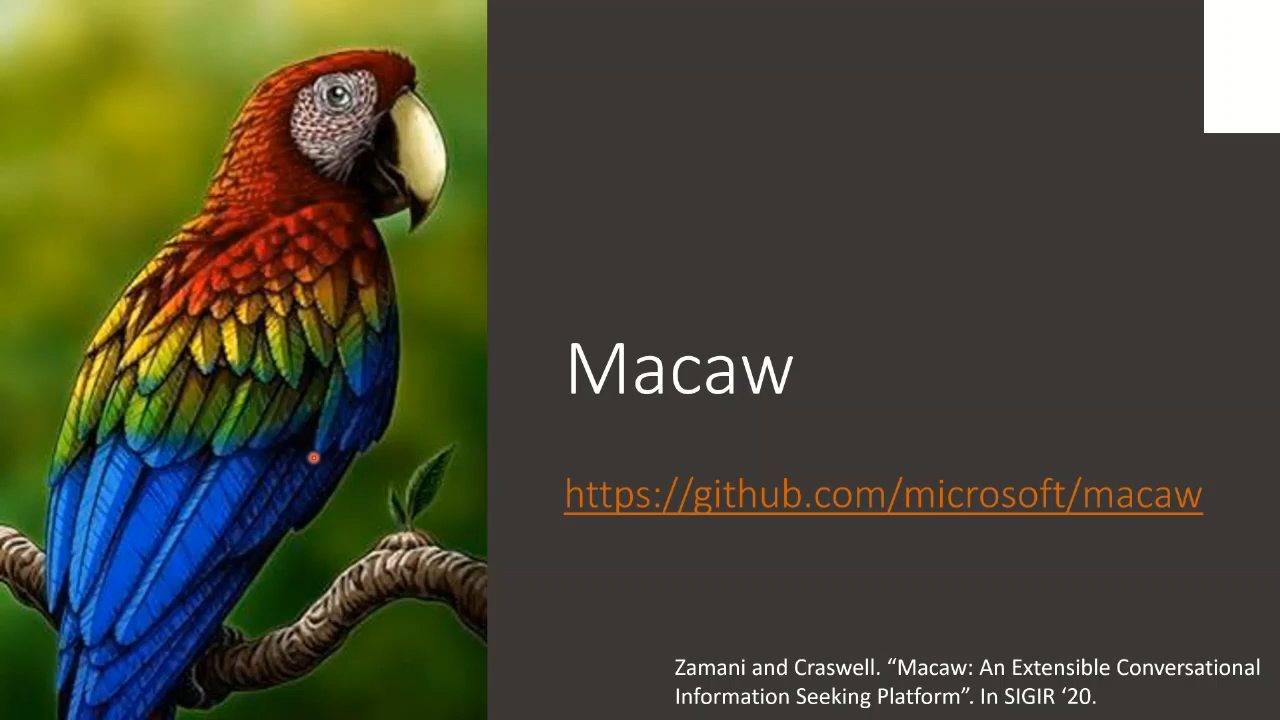 Macaw
https://github.com/microsoft/macaw
Zamani and Craswell. “Macaw: An Extensible Conversational
Information Seeking Platform”. In SIGIR ‘20.